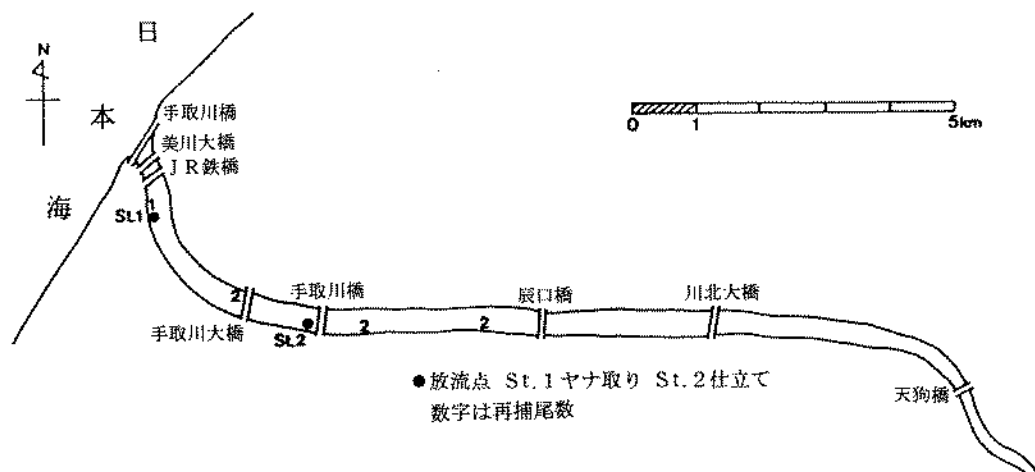 日
本
海
N
手取川橋
美川大橋
JR鉄橋
0 1 5km
St.1
1
2
手取川大橋
手取川橋
St.2
2
2
辰口橋
川北大橋
天狗橋
●放流点 St.1ヤナ取り St.2仕立て
数字は再捕尾数